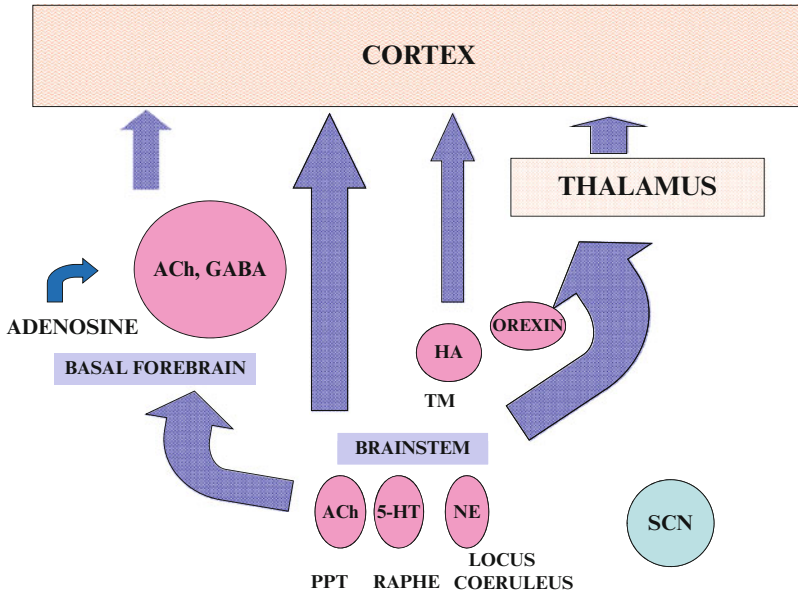 CORTEX
THALAMUS
ACh, GABA
ADENOSINE
OREXIN
HA
BASAL FOREBRAIN
TM
BRAINSTEM
ACh
5-HT
NE
SCN
LOCUS
PPT
RAPHE
COERULEUS